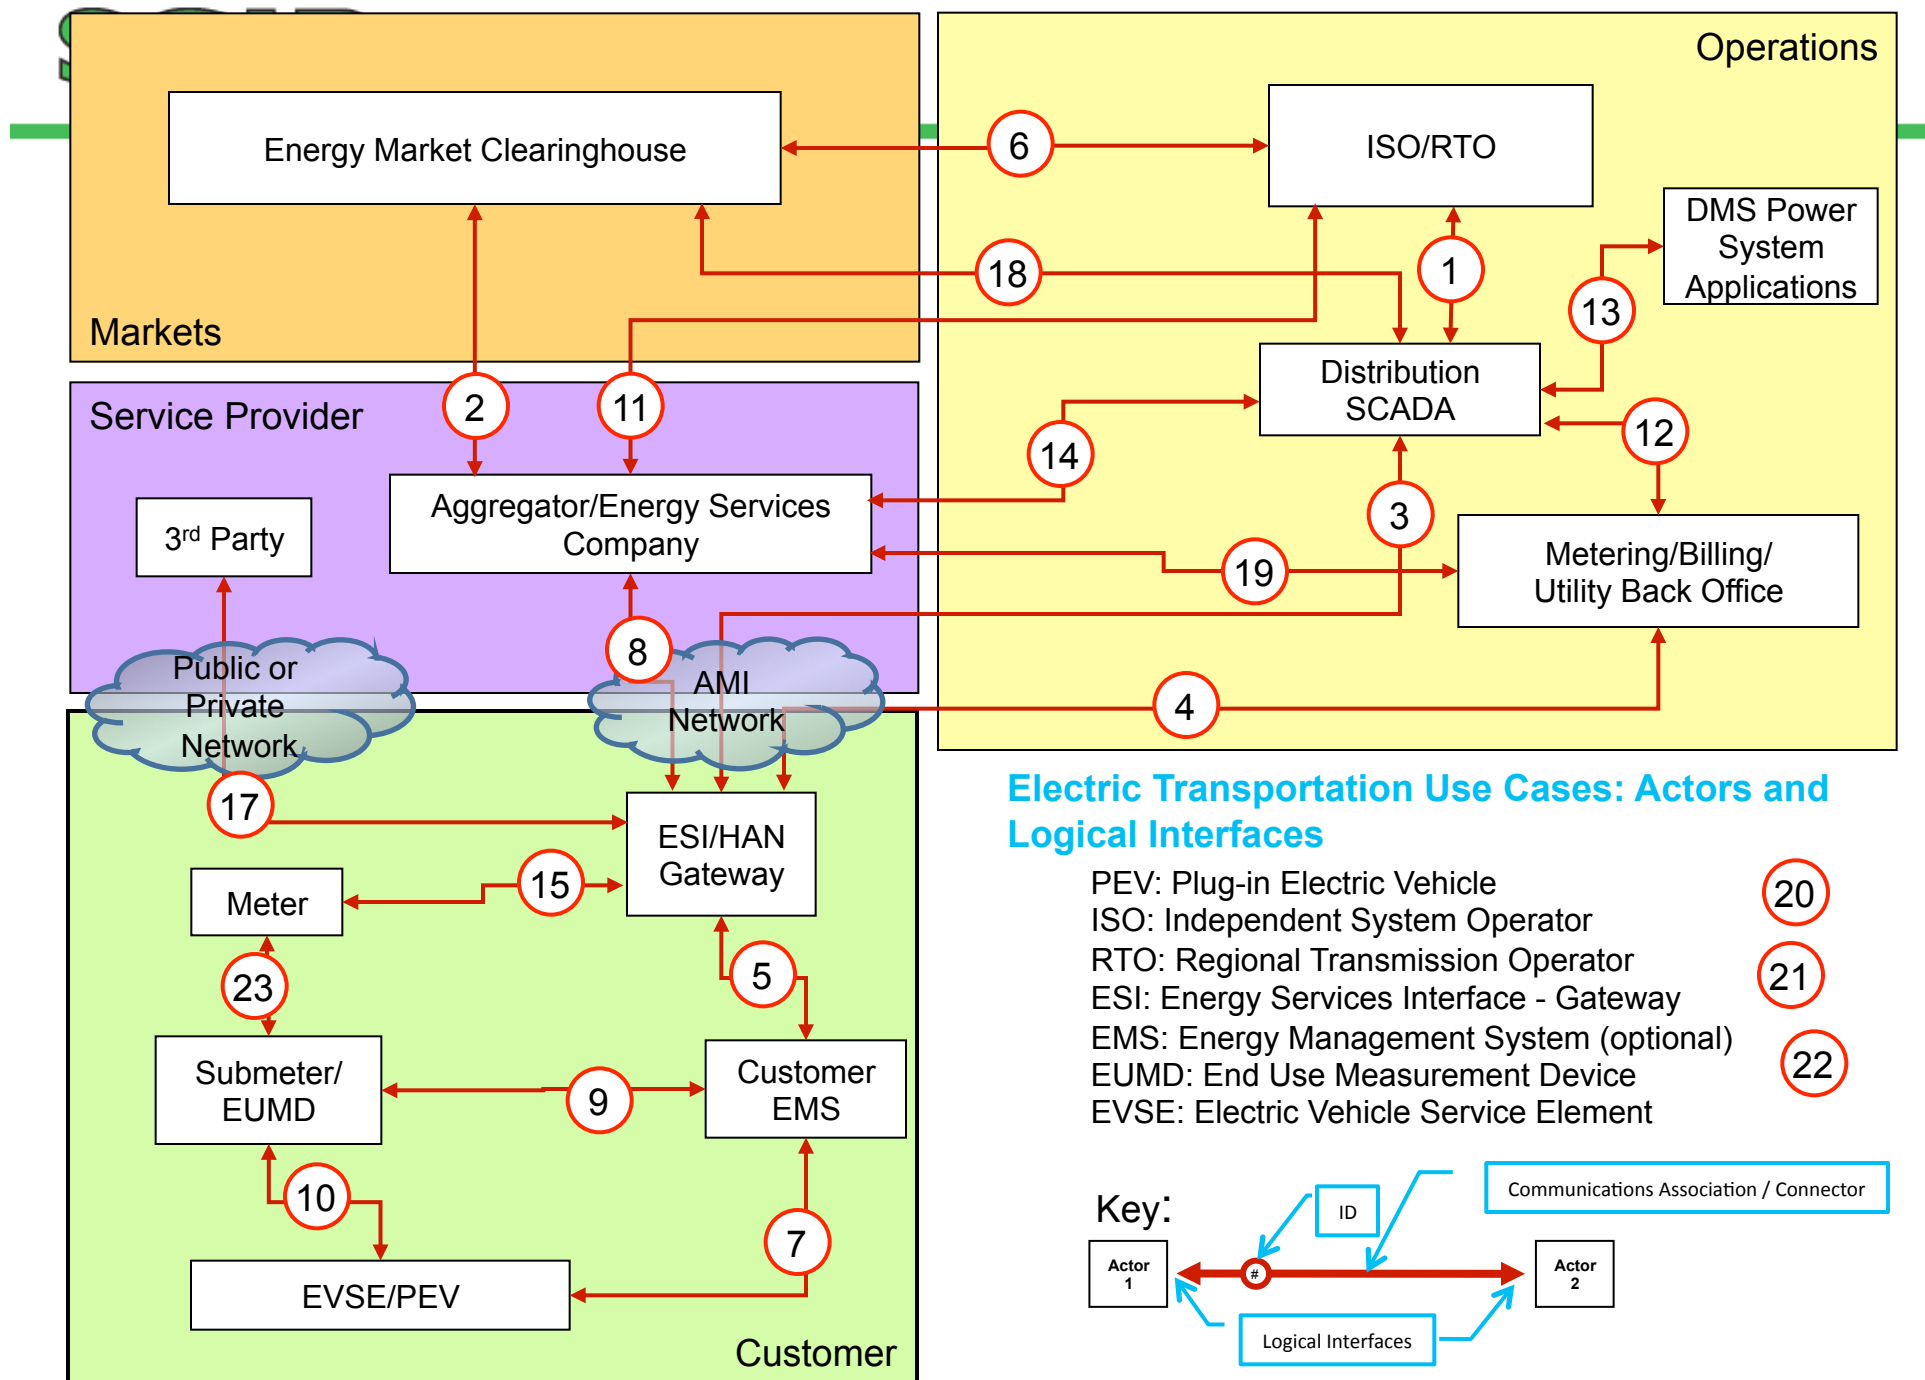 Operations
Energy Market Clearinghouse
6
ISO/RTO
DMS Power
System
Applications
18
1
13
Markets
Distribution
SCADA
Service Provider
2
11
14
12
3
3rd Party
Aggregator/Energy Services
Company
19
Metering/Billing/
Utility Back Office
8
Public or
Private
Network
AMI
Network
4
17
ESI/HAN
Gateway
15
Meter
23
5
Submeter/
EUMD
9
Customer
EMS
10
7
EVSE/PEV
Customer
Electric Transportation Use Cases: Actors and
Logical Interfaces
PEV: Plug-in Electric Vehicle
ISO: Independent System Operator
RTO: Regional Transmission Operator
ESI: Energy Services Interface - Gateway
EMS: Energy Management System (optional)
EUMD: End Use Measurement Device
EVSE: Electric Vehicle Service Element
20
21
22
Key:
ID
Communications Association / Connector
Actor
1
#
Actor
2
Logical Interfaces